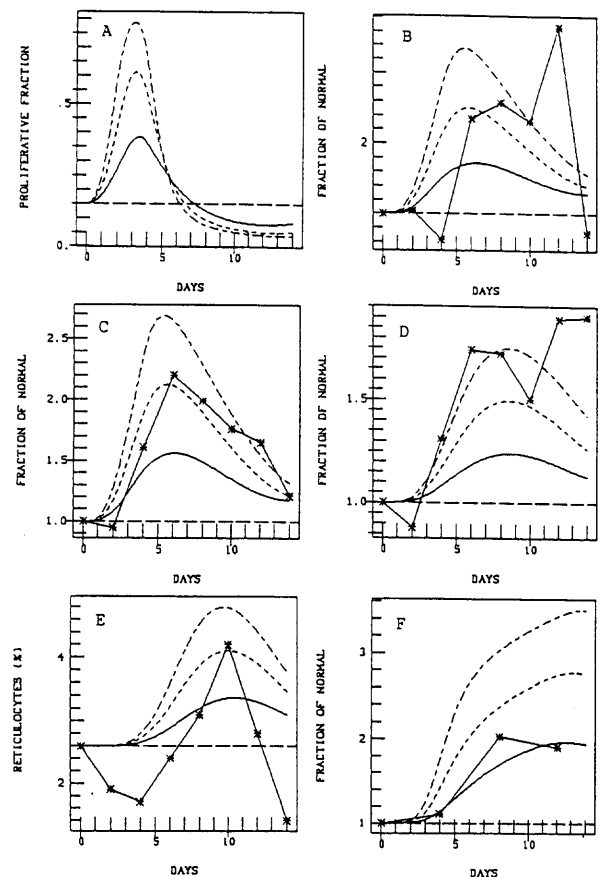 A
PROLIFERATIVE FRACTION
.5
0.
0 10
DAYS
B
FRACTION OF NORMAL
2
0 5 10
DAYS
C
FRACTION OF NORMAL
2.5
2.0
1.5
1.0
0 10
DAYS
D
FRACTION OF NORMAL
1.5
1.0
0 5 10
DAYS
E
RETICULOCYTES (%)
4
2
0 10
DAYS
F
FRACTION OF NORMAL
3
2
1
0 5 10
DAYS